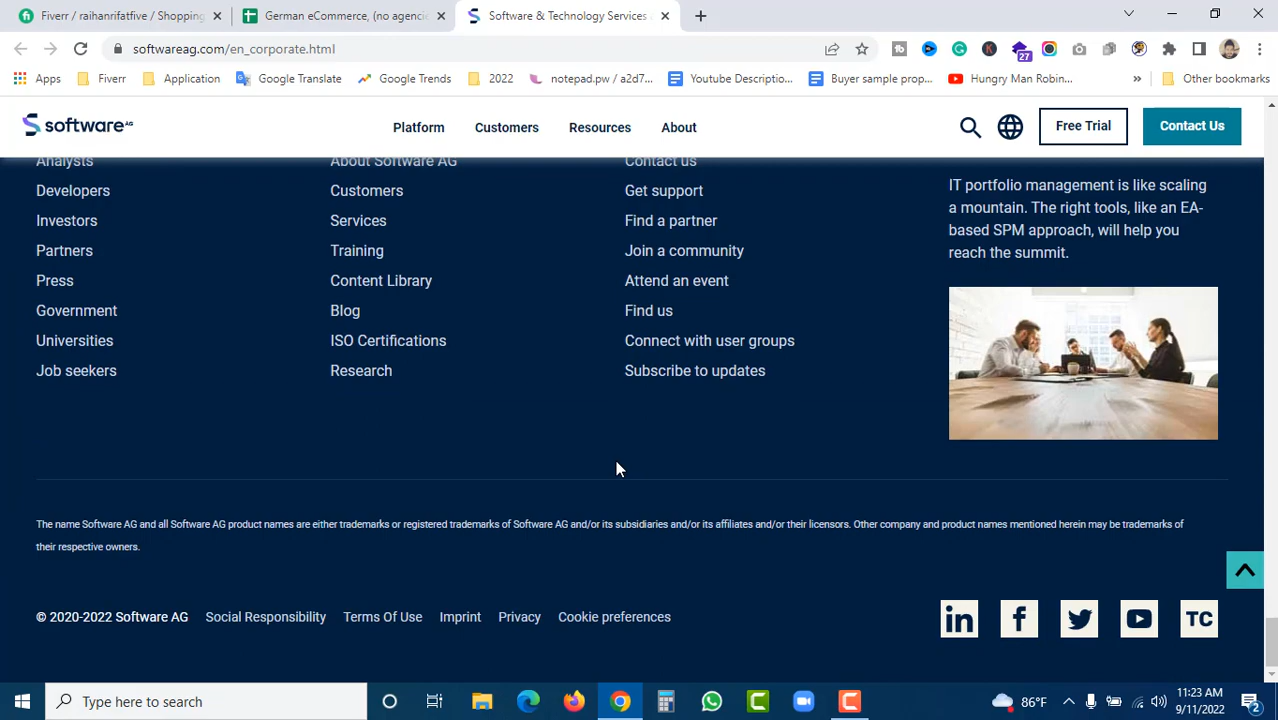 Fiverr / raihanrifatfive / Shopping
German eCommerce, (no agencie
Software & Technology Services
softwareag.com/en_corporate.html
27
Apps
Fiverr
Application
Google Translate
Google Trends
2022
notepad.pw / a2d7...
Youtube Descriptio...
Buyer sample prop...
Hungry Man Robin...
Other bookmarks
software AG
Platform
Customers
Resources
About
Free Trial
Contact Us
Analysts
About Software AG
Contact us
Developers
Customers
Get support
Investors
Services
Find a partner
Partners
Training
Join a community
Press
Content Library
Attend an event
Government
Blog
Find us
Universities
ISO Certifications
Connect with user groups
Job seekers
Research
Subscribe to updates
IT portfolio management is like scaling
a mountain. The right tools, like an EA-
based SPM approach, will help you
reach the summit.
The name Software AG and all Software AG product names are either trademarks or registered trademarks of Software AG and/or its subsidiaries and/or its affiliates and/or their licensors. Other company and product names mentioned herein may be trademarks of
their respective owners.
© 2020-2022 Software AG
Social Responsibility
Terms Of Use
Imprint
Privacy
Cookie preferences
in
f
TC
Type here to search
86°F
11:23 AM
9/11/2022
2